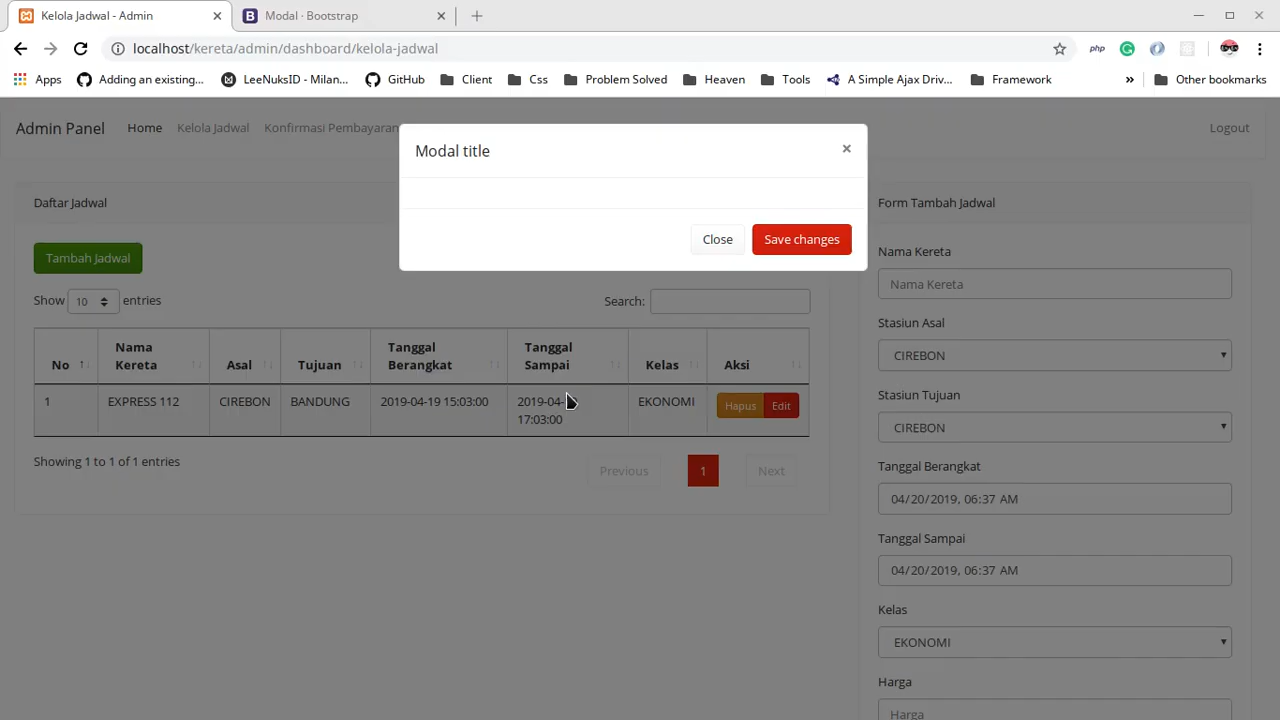 Kelola Jadwal - Admin
Modal · Bootstrap
localhost/kereta/admin/dashboard/kelola-jadwal
php
Apps
Adding an existing...
LeeNuksID - Milan...
GitHub
Client
Css
Problem Solved
Heaven
Tools
A Simple Ajax Driv...
Framework
»
Other bookmarks
Admin Panel
Home
Kelola Jadwal
Konfirmasi Pembayaran
Logout
Modal title
×
Close
Save changes
Daftar Jadwal
Tambah Jadwal
Show 10 entries
Search:
No
Nama Kereta
Asal
Tujuan
Tanggal Berangkat
Tanggal Sampai
Kelas
Aksi
1
EXPRESS 112
CIREBON
BANDUNG
2019-04-19 15:03:00
2019-04-
17:03:00
EKONOMI
Hapus
Edit
Showing 1 to 1 of 1 entries
Previous
1
Next
Form Tambah Jadwal
Nama Kereta
Nama Kereta
Stasiun Asal
CIREBON
Stasiun Tujuan
CIREBON
Tanggal Berangkat
04/20/2019, 06:37 AM
Tanggal Sampai
04/20/2019, 06:37 AM
Kelas
EKONOMI
Harga
Harga